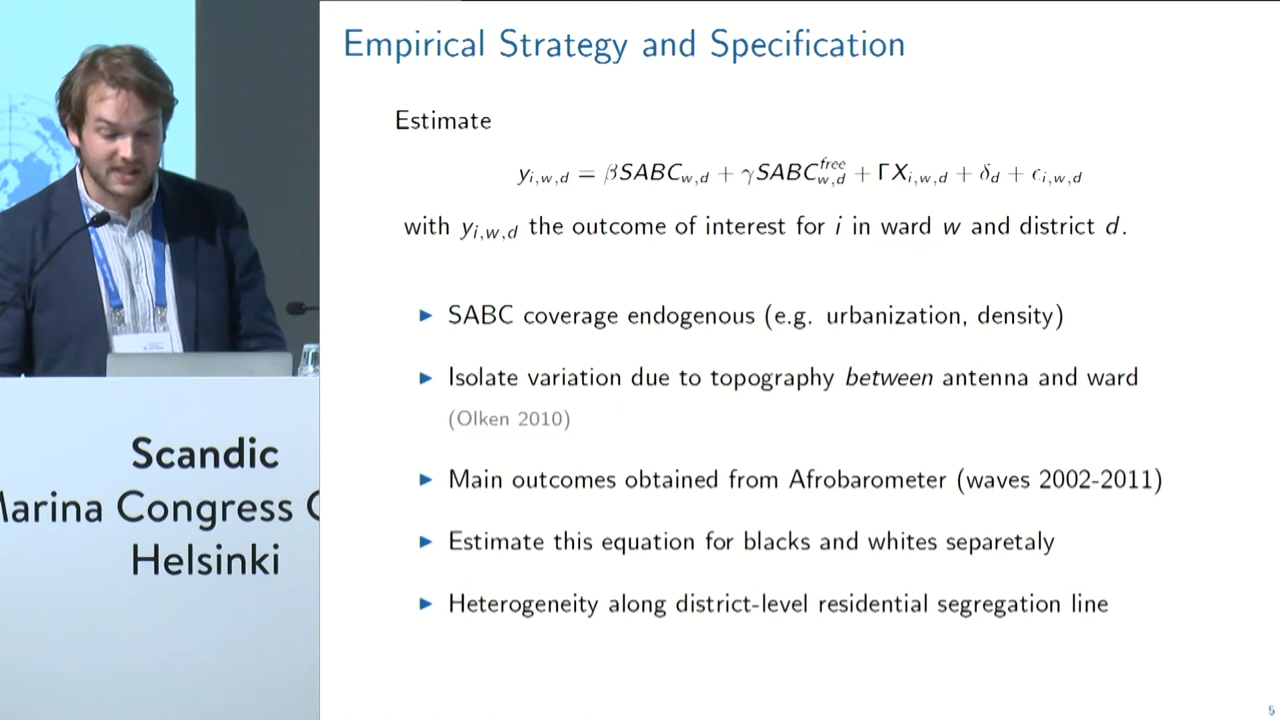 Empirical Strategy and Specification
Estimate
y_{i,w,d} = βSABC_{w,d} + γSABC^{free}_{w,d} + ΓX_{i,w,d} + δ_d + ϵ_{i,w,d}
with y_{i,w,d} the outcome of interest for i in ward w and district d.
► SABC coverage endogenous (e.g. urbanization, density)
► Isolate variation due to topography between antenna and ward
(Olken 2010)
► Main outcomes obtained from Afrobarometer (waves 2002-2011)
► Estimate this equation for blacks and whites separetaly
► Heterogeneity along district-level residential segregation line
5
Scandic
Marina Congress C
Helsinki